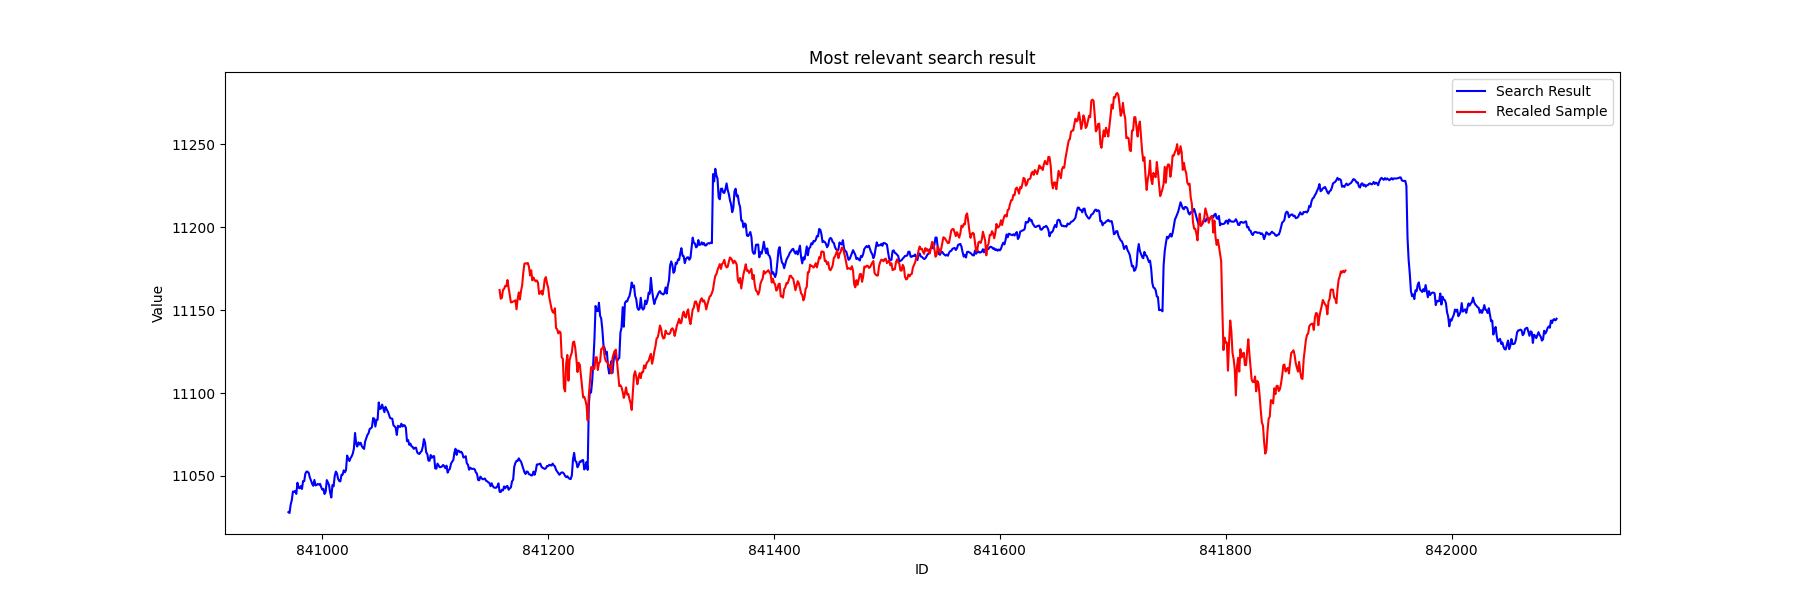 Most relevant search result
Search Result
Recaled Sample
Value
11250
11200
11150
11100
11050
841000 841200 841400 841600 841800 842000
ID